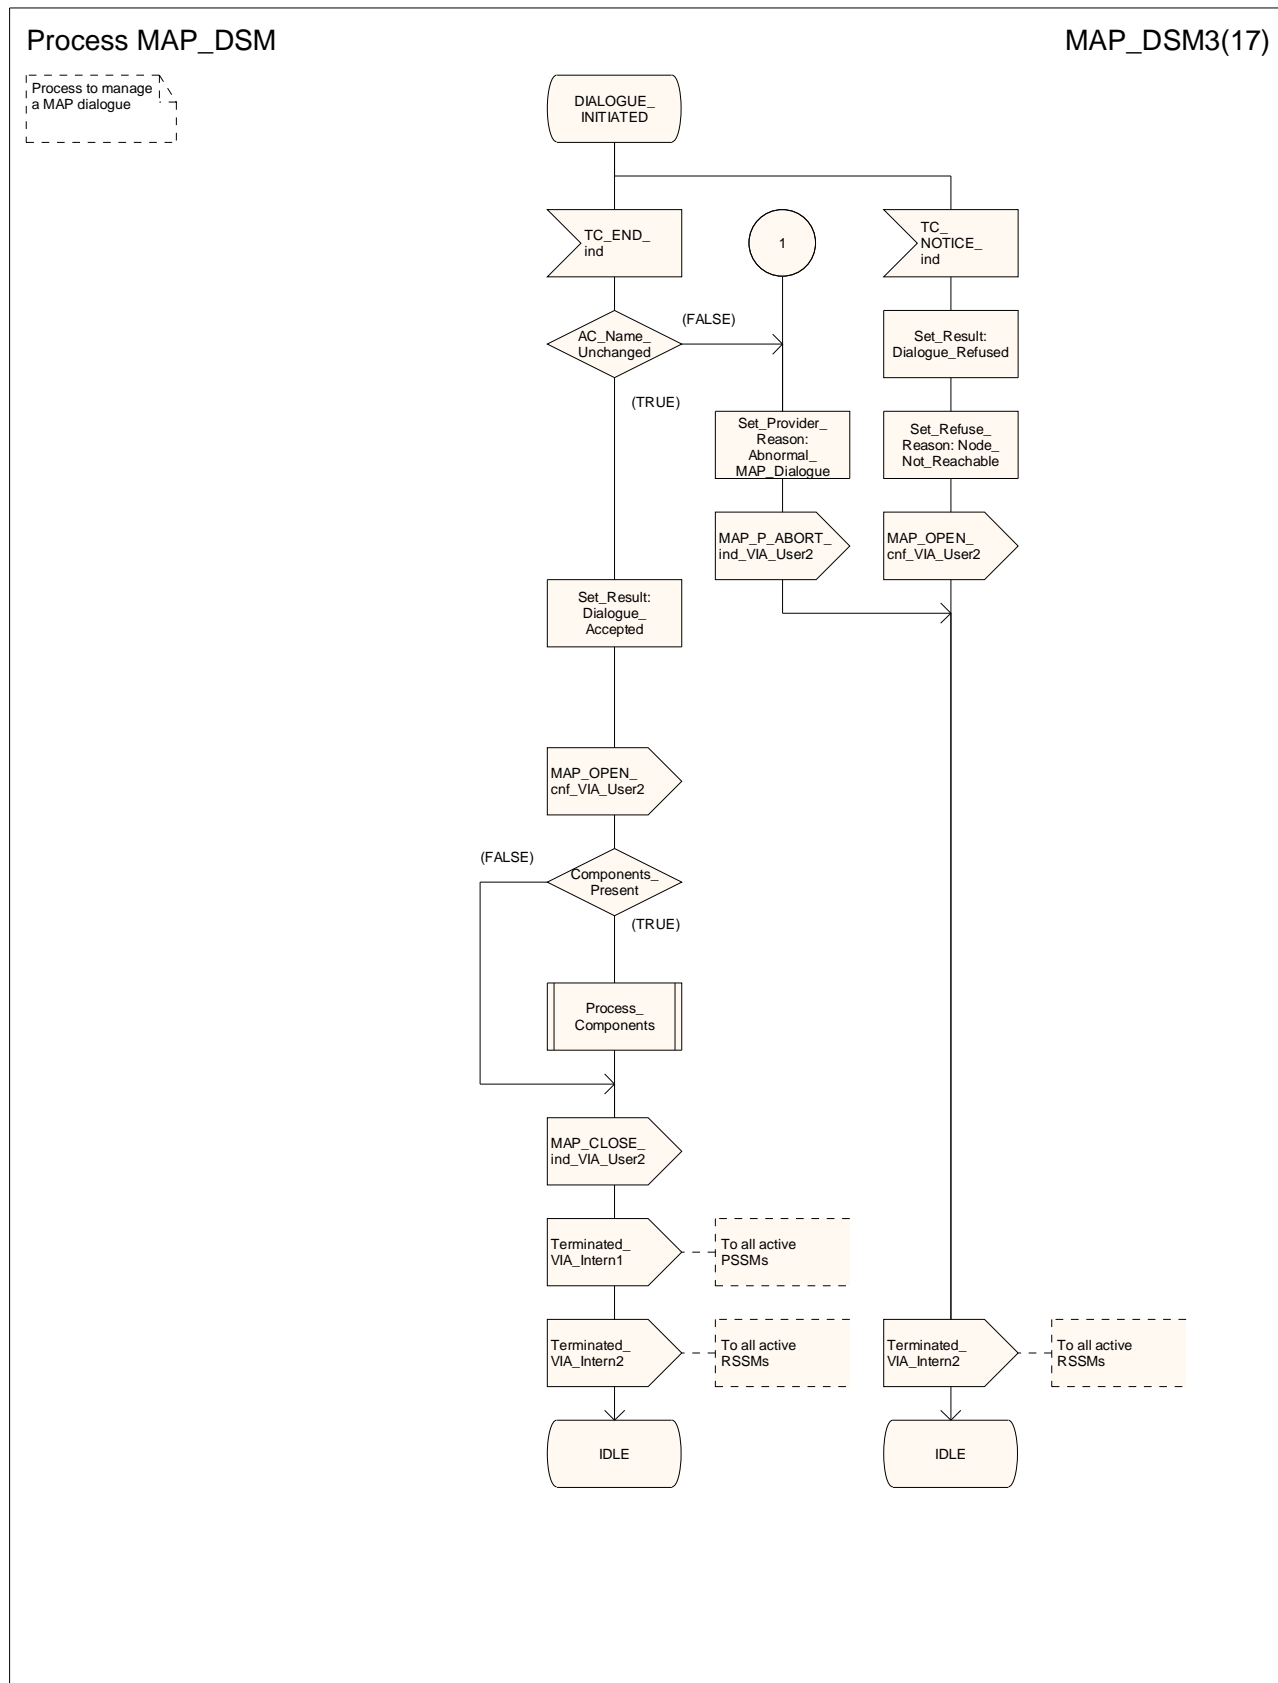 Process MAP_DSM
MAP_DSM3(17)
Process to manage
a MAP dialogue
DIALOGUE_
INITIATED
TC_END_
ind
1
TC_
NOTICE_
ind
AC_Name_
Unchanged
(FALSE)
(TRUE)
Set_Result:
Dialogue_Refused
Set_Provider_
Reason:
Abnormal_
MAP_Dialogue
Set_Refuse_
Reason: Node_
Not_Reachable
MAP_P_ABORT_
ind_VIA_User2
MAP_OPEN_
cnf_VIA_User2
Set_Result:
Dialogue_
Accepted
MAP_OPEN_
cnf_VIA_User2
(FALSE)
Components_
Present
(TRUE)
Process_
Components
MAP_CLOSE_
ind_VIA_User2
Terminated_
VIA_Intern1
To all active
PSSMs
Terminated_
VIA_Intern2
To all active
RSSMs
Terminated_
VIA_Intern2
To all active
RSSMs
IDLE
IDLE